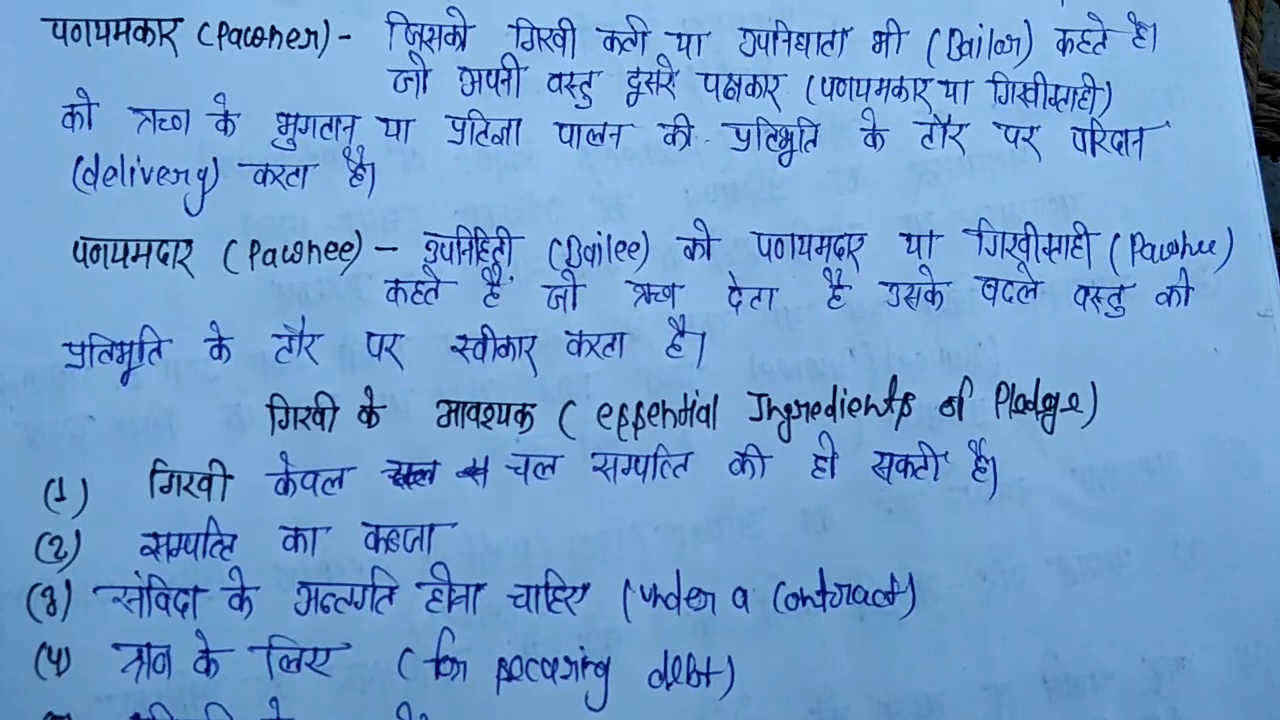 पणयमकार (Pawoner) - जिसको गिरवी कर्ता या उपनिधाता भी (Bailor) कहते है।
जो अपनी वस्तु दूसरे पक्षकार (पणयमकार या गिरवीग्राही)
को ऋण के भुगतान या प्रतिज्ञा पालन की प्रतिभूति के तौर पर परिदान
(delivery) करता है।
पणयमदार (Pawnee) - उपनिहिती (Bailee) को पणयमदार या गिरवीग्राही (Pawnee)
कहते है, जो ऋण देता है उसके बदले वस्तु को
प्रतिभूति के तौर पर स्वीकार करता है।
गिरवी के आवश्यक (essential Ingredients of Pledge)
(1) गिरवी केवल चल सम्पत्ति की ही सकती है।
(2) सम्पत्ति का कब्जा
(3) संविदा के अन्तर्गत होना चाहिए (under a Contract)
(4) ऋण के लिए (for securing debt)